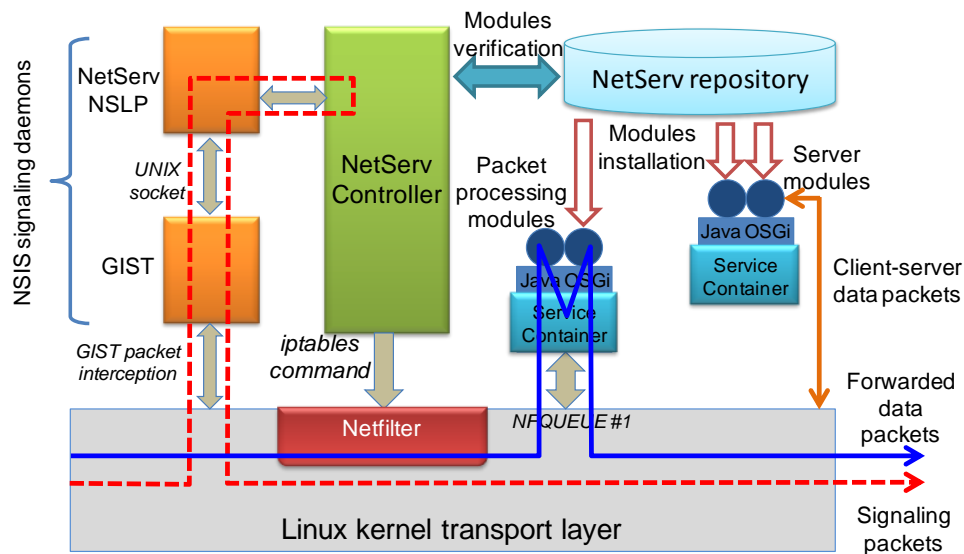 NSIS signaling daemons
NetServ
NSLP
UNIX
socket
GIST
GIST packet
interception
NetServ
Controller
iptables
command
Modules
verification
NetServ repository
Packet
processing
modules
Modules
installation
Server
modules
Java OSGi
Service
Container
Java OSGi
Service
Container
Client-server
data packets
NFQUEUE #1
Netfilter
Forwarded
data
packets
Linux kernel transport layer
Signaling
packets